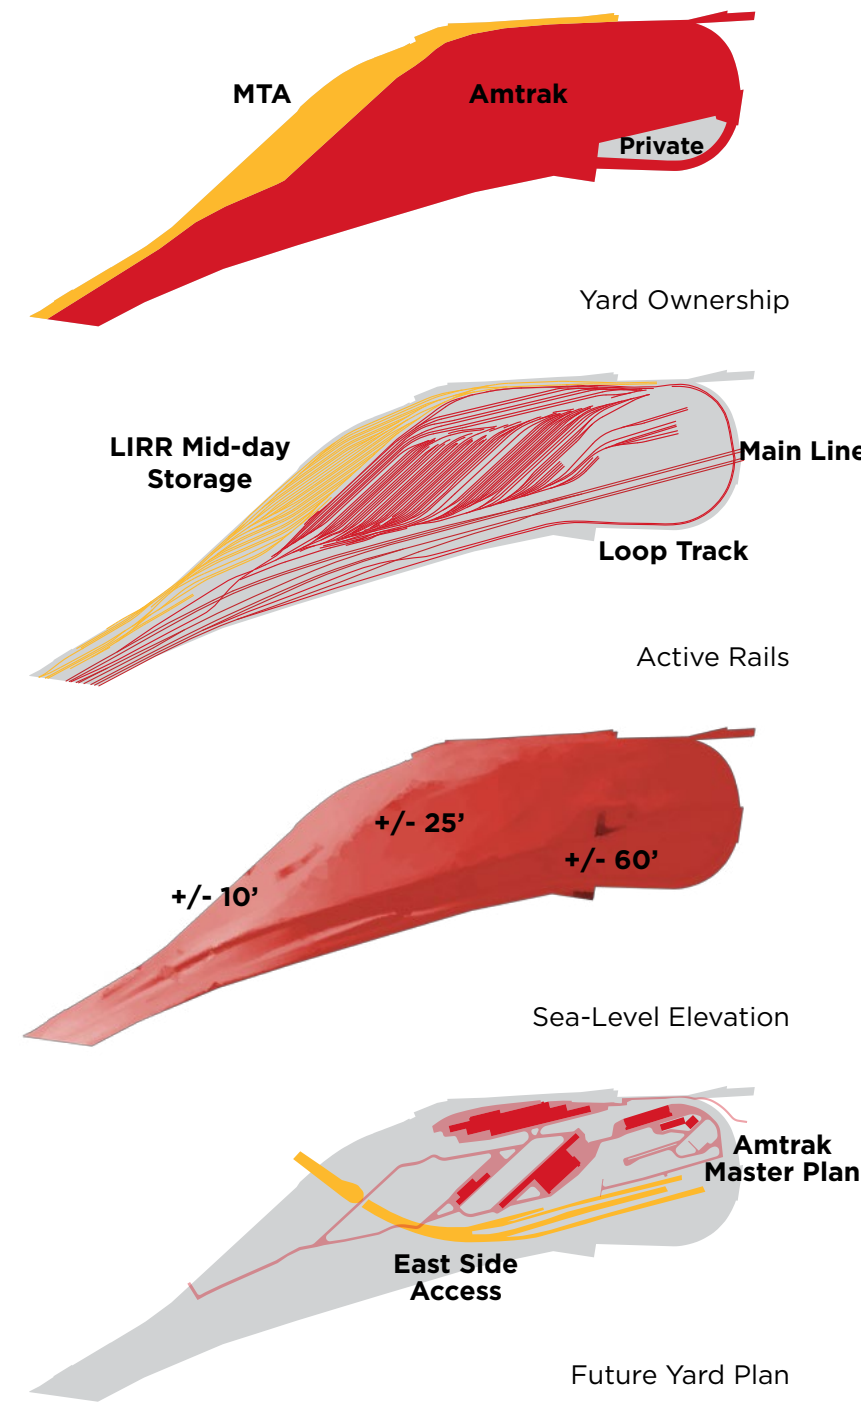 MTA
Amtrak
Private
Yard Ownership
LIRR Mid-day
Storage
Main Line
Loop Track
Active Rails
+/- 25’
+/- 60’
+/- 10’
Sea-Level Elevation
Amtrak
Master Plan
East Side
Access
Future Yard Plan